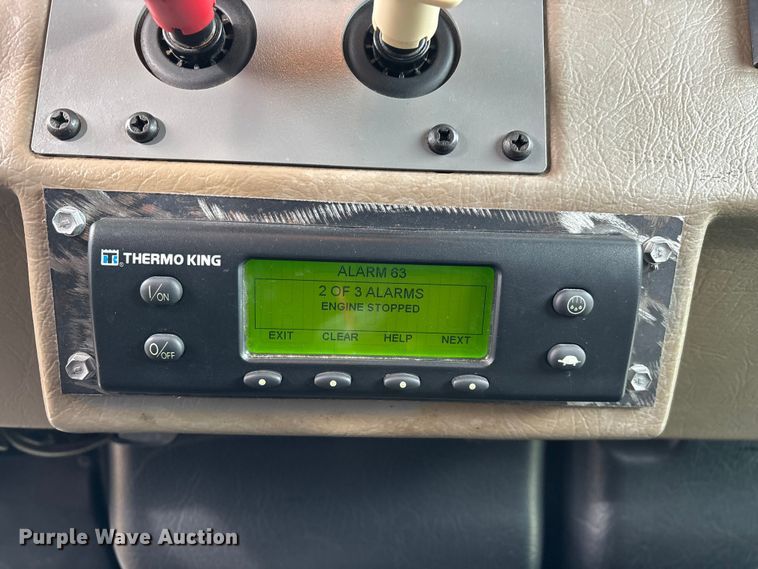 THERMO KING
I/ON
O/OFF
ALARM 63
2 OF 3 ALARMS
ENGINE STOPPED
EXIT CLEAR HELP NEXT
Purple Wave Auction